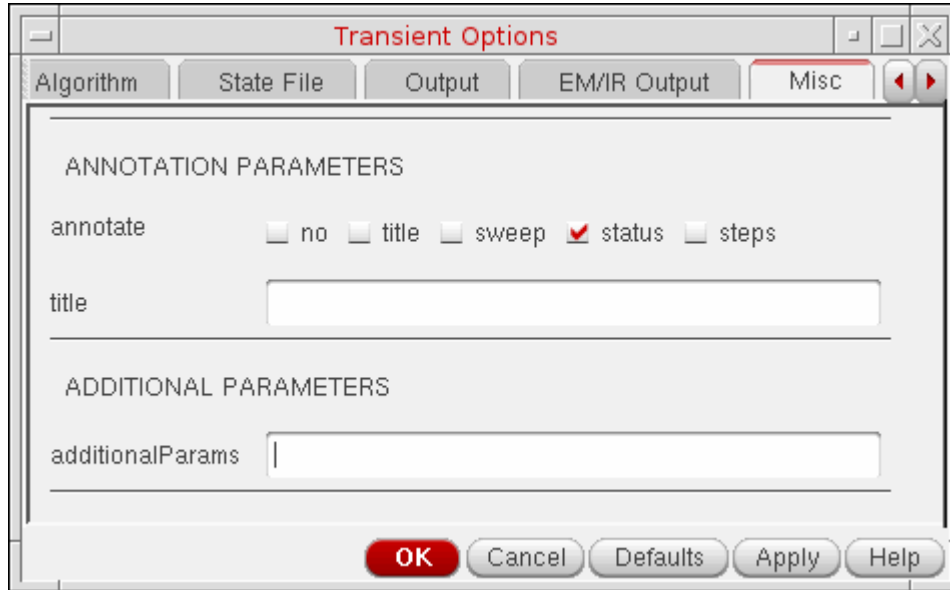 Transient Options
Algorithm State File Output EM/IR Output Misc
ANNOTATION PARAMETERS
annotate no title sweep status steps
title
ADDITIONAL PARAMETERS
additionalParams
OK Cancel Defaults Apply Help